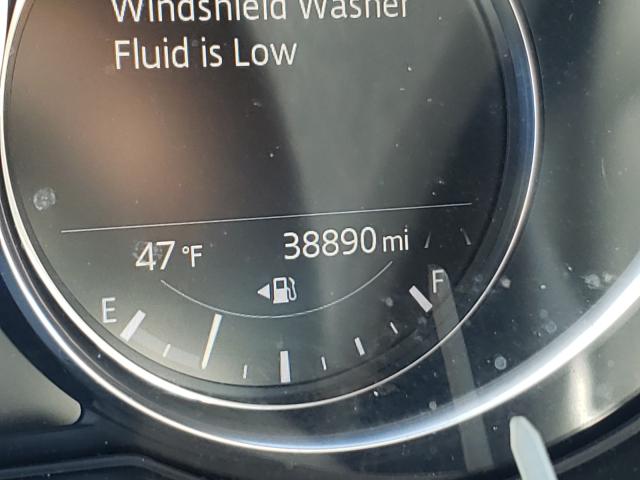 Windshield Washer
Fluid is Low
47 °F 38890 mi
E F